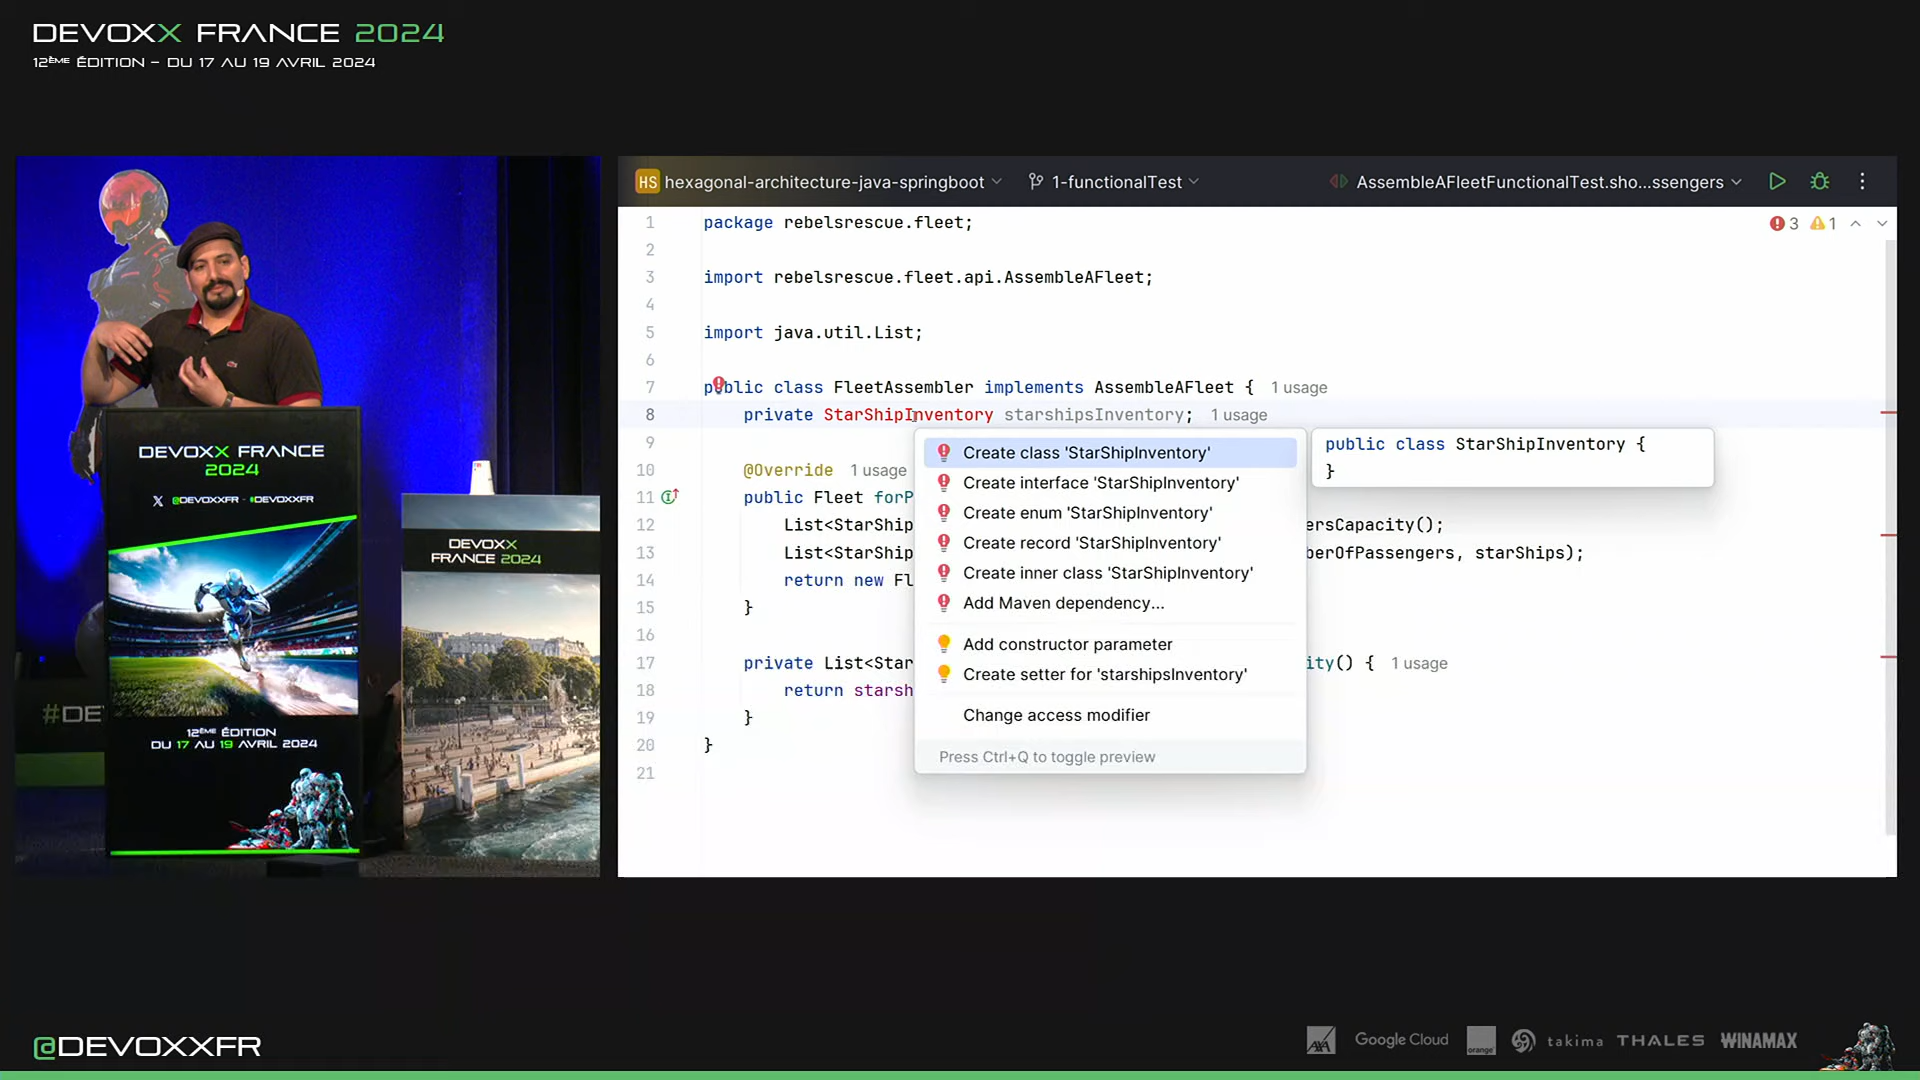 DEVOXX FRANCE 2024
12ÈME ÉDITION - DU 17 AU 19 AVRIL 2024
DEVOXX FRANCE
2024
@DEVOXXFR - #DEVOXXFR
12ÈME ÉDITION
DU 17 AU 19 AVRIL 2024
DEVOXX
FRANCE 2024
#DE
HS hexagonal-architecture-java-springboot
1-functionalTest
AssembleAFleetFunctionalTest.sho...ssengers
3 1
1 package rebelsrescue.fleet;
2
3 import rebelsrescue.fleet.api.AssembleAFleet;
4
5 import java.util.List;
6
7 public class FleetAssembler implements AssembleAFleet { 1 usage
8 private StarShipInventory starshipsInventory; 1 usage
9
10 @Override 1 usage
11 public Fleet forP
12 List<StarShip ersCapacity();
13 List<StarShip berOfPassengers, starShips);
14 return new Fl
15 }
16
17 private List<Star ity() { 1 usage
18 return starsh
19 }
20 }
21
Create class 'StarShipInventory'
Create interface 'StarShipInventory'
Create enum 'StarShipInventory'
Create record 'StarShipInventory'
Create inner class 'StarShipInventory'
Add Maven dependency...
Add constructor parameter
Create setter for 'starshipsInventory'
Change access modifier
Press Ctrl+Q to toggle preview
public class StarShipInventory {
}
@DEVOXXFR
AXA Google Cloud orange takima THALES WINAMAX